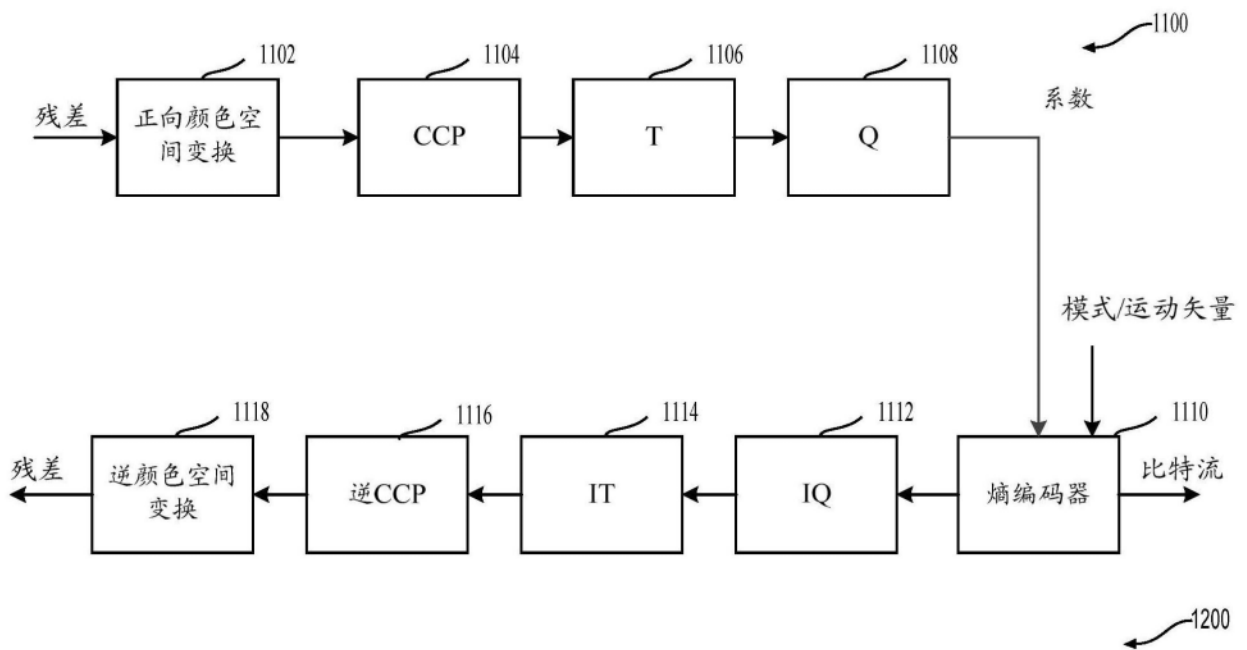 1100
1102
1104
1106
1108
系数
残差
正向颜色空
间变换
CCP
T
Q
模式/运动矢量
1118
1116
1114
1112
1110
残差
逆颜色空间
变换
逆CCP
IT
IQ
熵编码器
比特流
1200